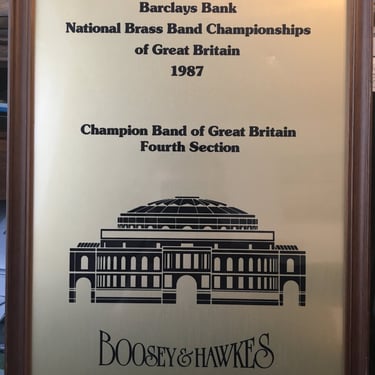 Barclays Bank
National Brass Band Championships
of Great Britain
1987
Champion Band of Great Britain
Fourth Section
BOOSEY & HAWKES